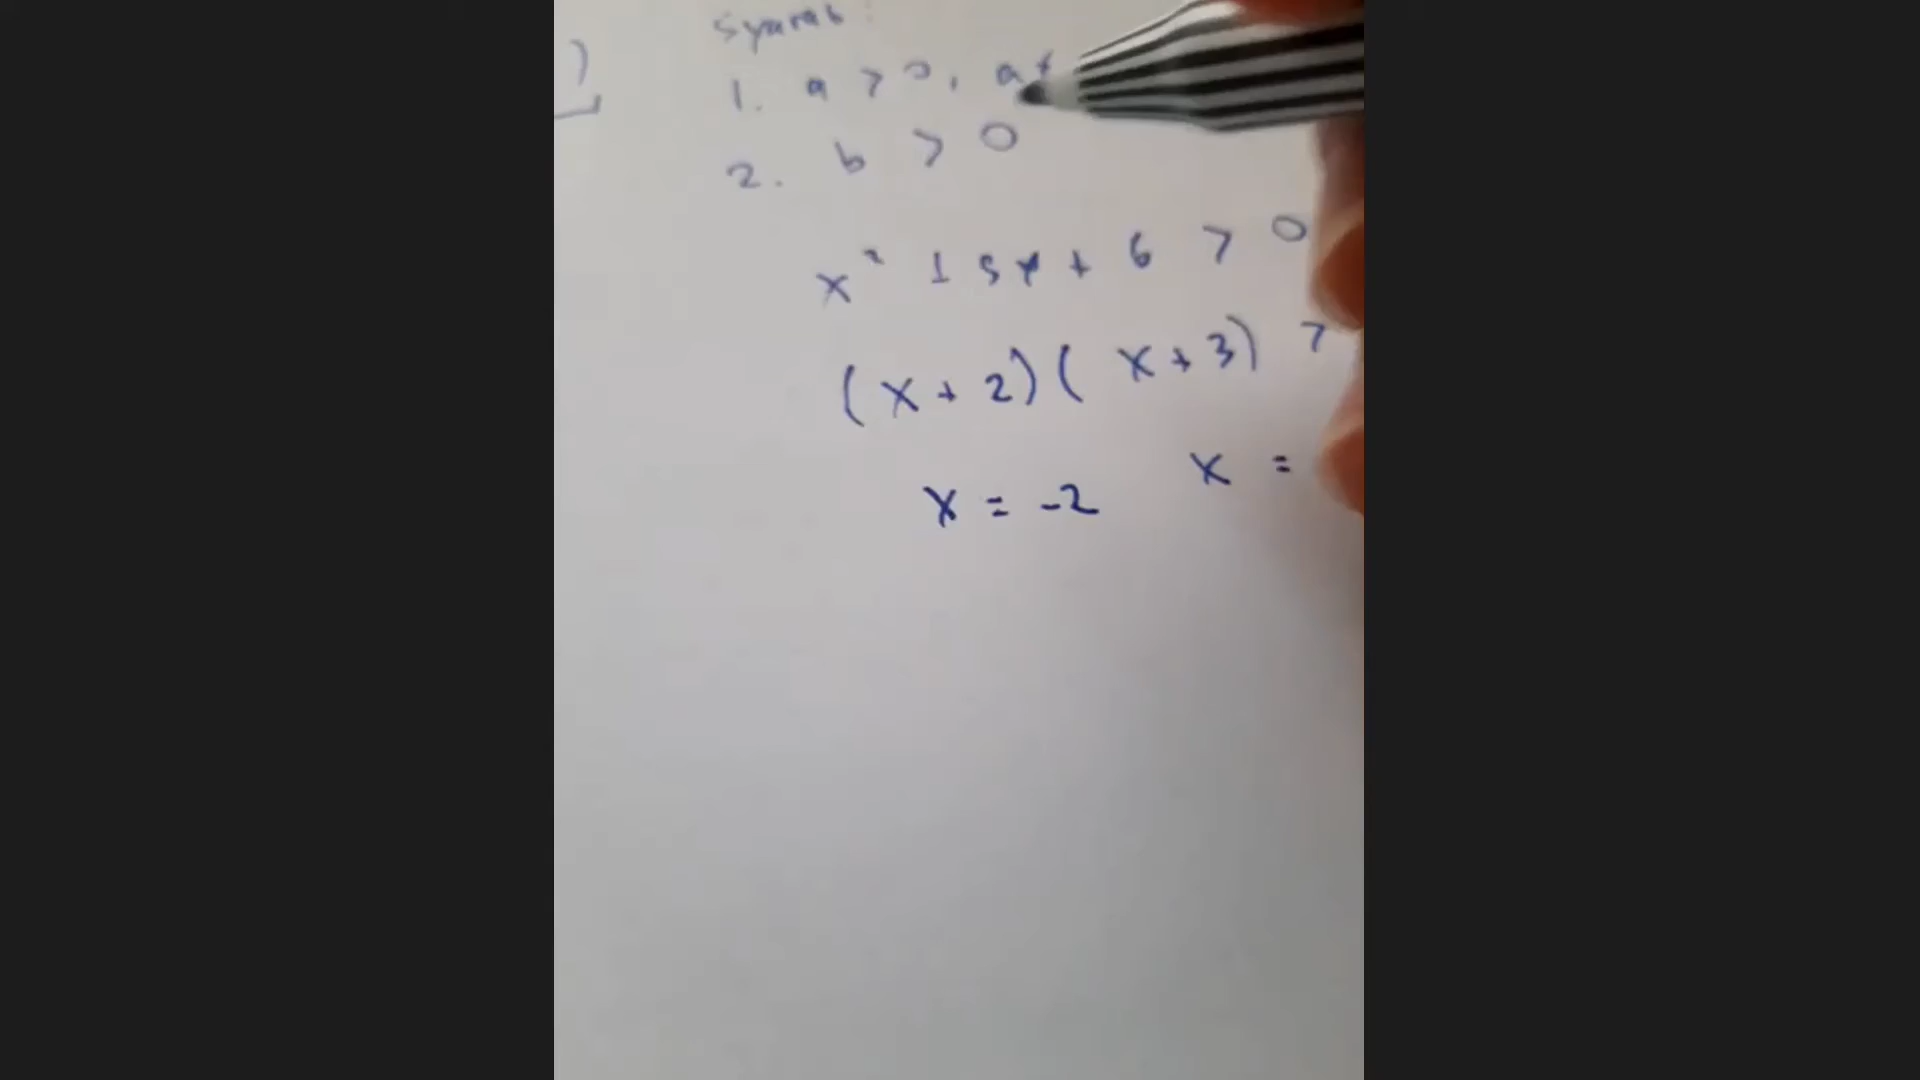 Syarat :
)
1. a > 0, a ≠
2. b > 0
x² + 5x + 6 > 0
(x + 2)(x + 3) >
x = -2 x =